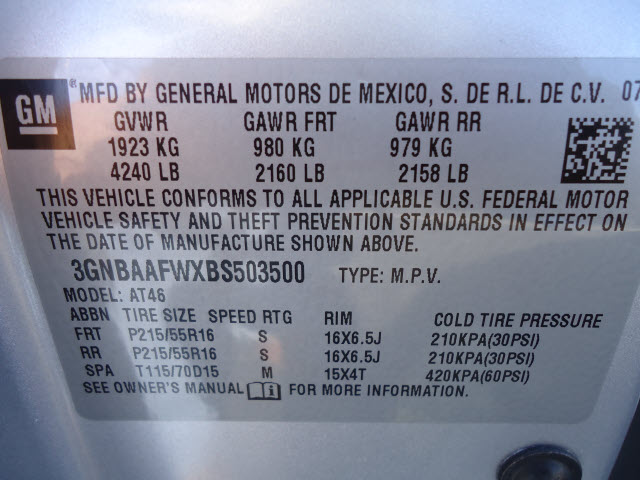 GM ® MFD BY GENERAL MOTORS DE MEXICO, S. DE R.L. DE C.V. 07
GVWR GAWR FRT GAWR RR
1923 KG 980 KG 979 KG
4240 LB 2160 LB 2158 LB
THIS VEHICLE CONFORMS TO ALL APPLICABLE U.S. FEDERAL MOTOR
VEHICLE SAFETY AND THEFT PREVENTION STANDARDS IN EFFECT ON
THE DATE OF MANUFACTURE SHOWN ABOVE.
3GNBAAFWXBS503500 TYPE: M.P.V.
MODEL: AT46
ABBN TIRE SIZE SPEED RTG RIM COLD TIRE PRESSURE
FRT P215/55R16 S 16X6.5J 210KPA(30PSI)
RR P215/55R16 S 16X6.5J 210KPA(30PSI)
SPA T115/70D15 M 15X4T 420KPA(60PSI)
SEE OWNER'S MANUAL i FOR MORE INFORMATION.